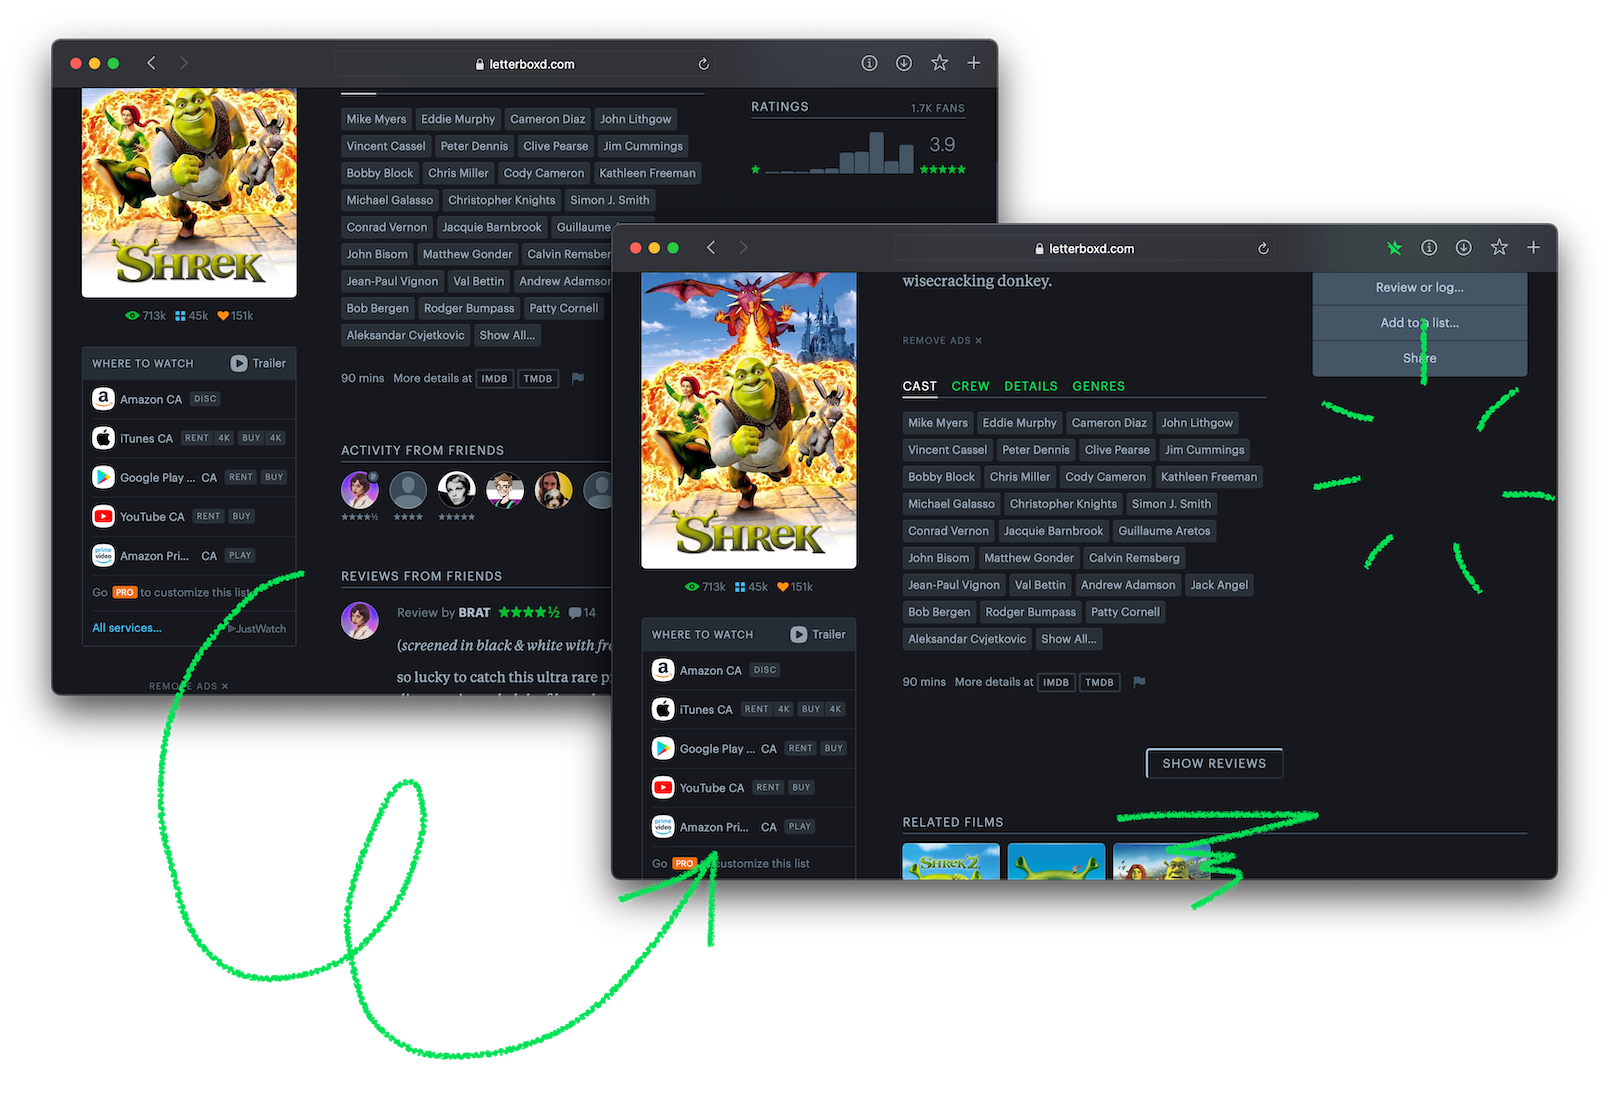 letterboxd.com
SHREK
713k 45k 151k
WHERE TO WATCH Trailer
Amazon CA DISC
iTunes CA RENT 4K BUY 4K
Google Play ... CA RENT BUY
YouTube CA RENT BUY
prime video Amazon Pri... CA PLAY
Go PRO to customize this list
All services... JustWatch
REMOVE ADS ×
Mike Myers Eddie Murphy Cameron Diaz John Lithgow
Vincent Cassel Peter Dennis Clive Pearse Jim Cummings
Bobby Block Chris Miller Cody Cameron Kathleen Freeman
Michael Galasso Christopher Knights Simon J. Smith
Conrad Vernon Jacquie Barnbrook Guillaume
John Bisom Matthew Gonder Calvin Remsber
Jean-Paul Vignon Val Bettin Andrew Adamson
Bob Bergen Rodger Bumpass Patty Cornell
Aleksandar Cvjetkovic Show All...
90 mins More details at IMDB TMDB
ACTIVITY FROM FRIENDS
★★★★½ ★★★★ ★★★★★
REVIEWS FROM FRIENDS
Review by BRAT ★★★★½ 14
(screened in black & white with fre
so lucky to catch this ultra rare p
RATINGS 1.7K FANS
3.9
★ ★★★★★
letterboxd.com
SHREK
713k 45k 151k
WHERE TO WATCH Trailer
Amazon CA DISC
iTunes CA RENT 4K BUY 4K
Google Play ... CA RENT BUY
YouTube CA RENT BUY
prime video Amazon Pri... CA PLAY
Go PRO to customize this list
wisecracking donkey.
REMOVE ADS ×
CAST CREW DETAILS GENRES
Mike Myers Eddie Murphy Cameron Diaz John Lithgow
Vincent Cassel Peter Dennis Clive Pearse Jim Cummings
Bobby Block Chris Miller Cody Cameron Kathleen Freeman
Michael Galasso Christopher Knights Simon J. Smith
Conrad Vernon Jacquie Barnbrook Guillaume Aretos
John Bisom Matthew Gonder Calvin Remsberg
Jean-Paul Vignon Val Bettin Andrew Adamson Jack Angel
Bob Bergen Rodger Bumpass Patty Cornell
Aleksandar Cvjetkovic Show All...
90 mins More details at IMDB TMDB
SHOW REVIEWS
RELATED FILMS
SHREK 2
Review or log...
Add to a list...
Share